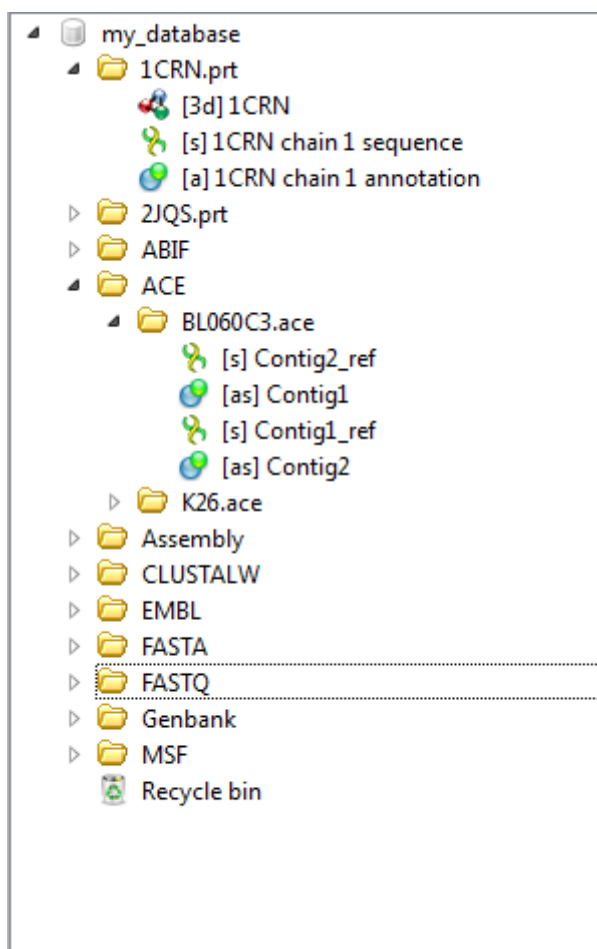 my_database
1CRN.prt
[3d] 1CRN
[s] 1CRN chain 1 sequence
[a] 1CRN chain 1 annotation
2JQS.prt
ABIF
ACE
BL060C3.ace
[s] Contig2_ref
[as] Contig1
[s] Contig1_ref
[as] Contig2
K26.ace
Assembly
CLUSTALW
EMBL
FASTA
FASTQ
Genbank
MSF
Recycle bin